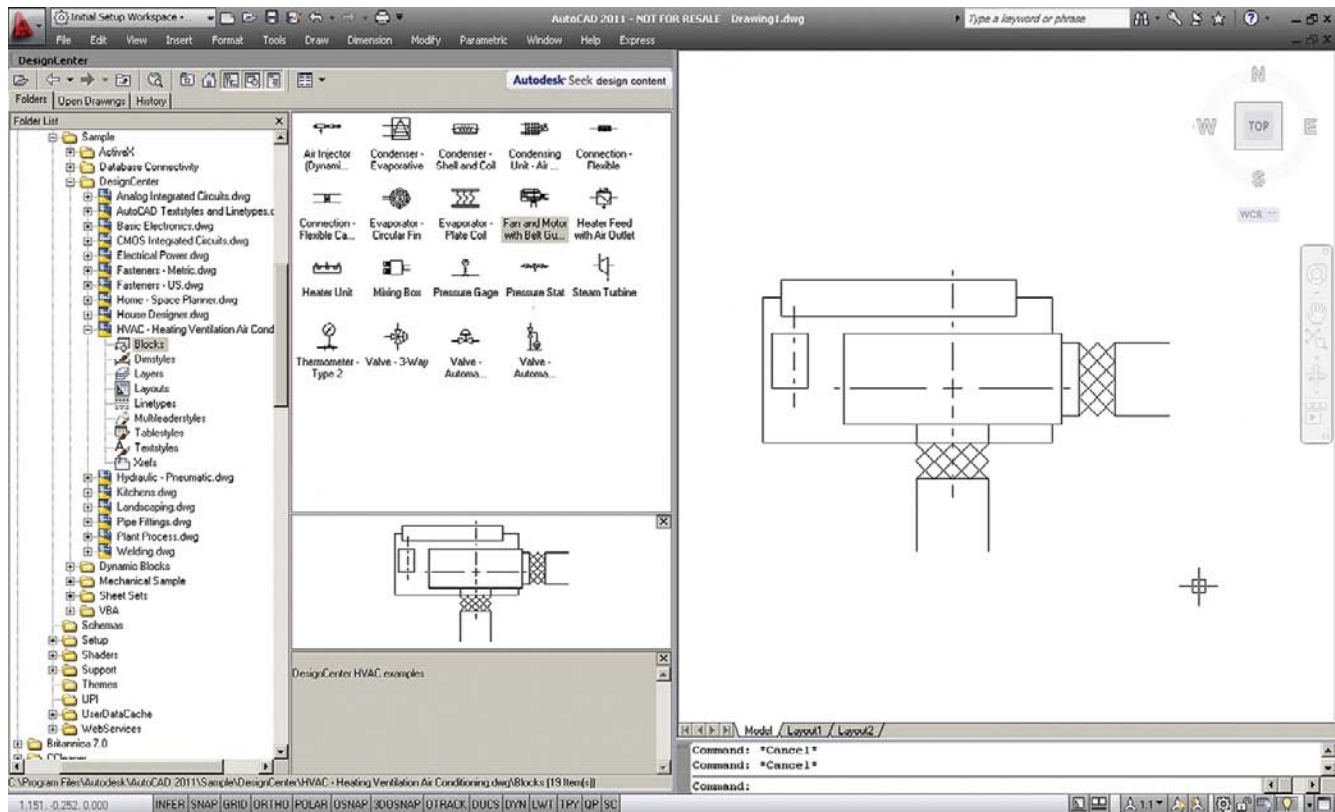 Initial Setup Workspace
AutoCAD 2011 - NOT FOR RESALE Drawing1.dwg
Type a keyword or phrase
File Edit View Insert Format Tools Draw Dimension Modify Parametric Window Help Express
DesignCenter
Autodesk Seek design content
Folders Open Drawings History
Folder List
Sample
ActiveX
Database Connectivity
DesignCenter
Analog Integrated Circuits.dwg
AutoCAD Textstyles and Linetypes.c
Basic Electronics.dwg
CMOS Integrated Circuits.dwg
Electrical Power.dwg
Fasteners - Metric.dwg
Fasteners - US.dwg
Home - Space Planner.dwg
House Designer.dwg
HVAC - Heating Ventilation Air Cond
Blocks
Dimstyles
Layers
Layouts
Linetypes
Multileaderstyles
Tablestyles
Textstyles
Xrefs
Hydraulic - Pneumatic.dwg
Kitchens.dwg
Landscaping.dwg
Pipe Fittings.dwg
Plant Process.dwg
Welding.dwg
Dynamic Blocks
Mechanical Sample
Sheet Sets
VBA
Schemas
Setup
Shaders
Support
Themes
UPI
UserDataCache
WebServices
Britannica 7.0
CCleaner
Air Injector (Dynami...
Condenser - Evaporative
Condenser - Shell and Coil
Condensing Unit - Air ...
Connection - Flexible
Connection - Flexible Ca...
Evaporator - Circular Fin
Evaporator - Plate Coil
Fan and Motor with Belt Gu...
Heater Feed with Air Outlet
Heater Unit
Mixing Box
Pressure Gage
Pressure Stat
Steam Turbine
Thermometer - Type 2
Valve - 3-Way
Valve - Automa...
Valve - Automa...
DesignCenter HVAC examples
N
W TOP E
S
WCS
Model Layout1 Layout2
Command: *Cancel*
Command: *Cancel*
Command:
C:\Program Files\Autodesk\AutoCAD 2011\Sample\DesignCenter\HVAC - Heating Ventilation Air Conditioning.dwg\Blocks (19 Item(s))
1.151, -0.252, 0.000 INFER SNAP GRID ORTHO POLAR OSNAP 3DOSNAP OTRACK DUCS DYN LWT TPY QP SC
1:1